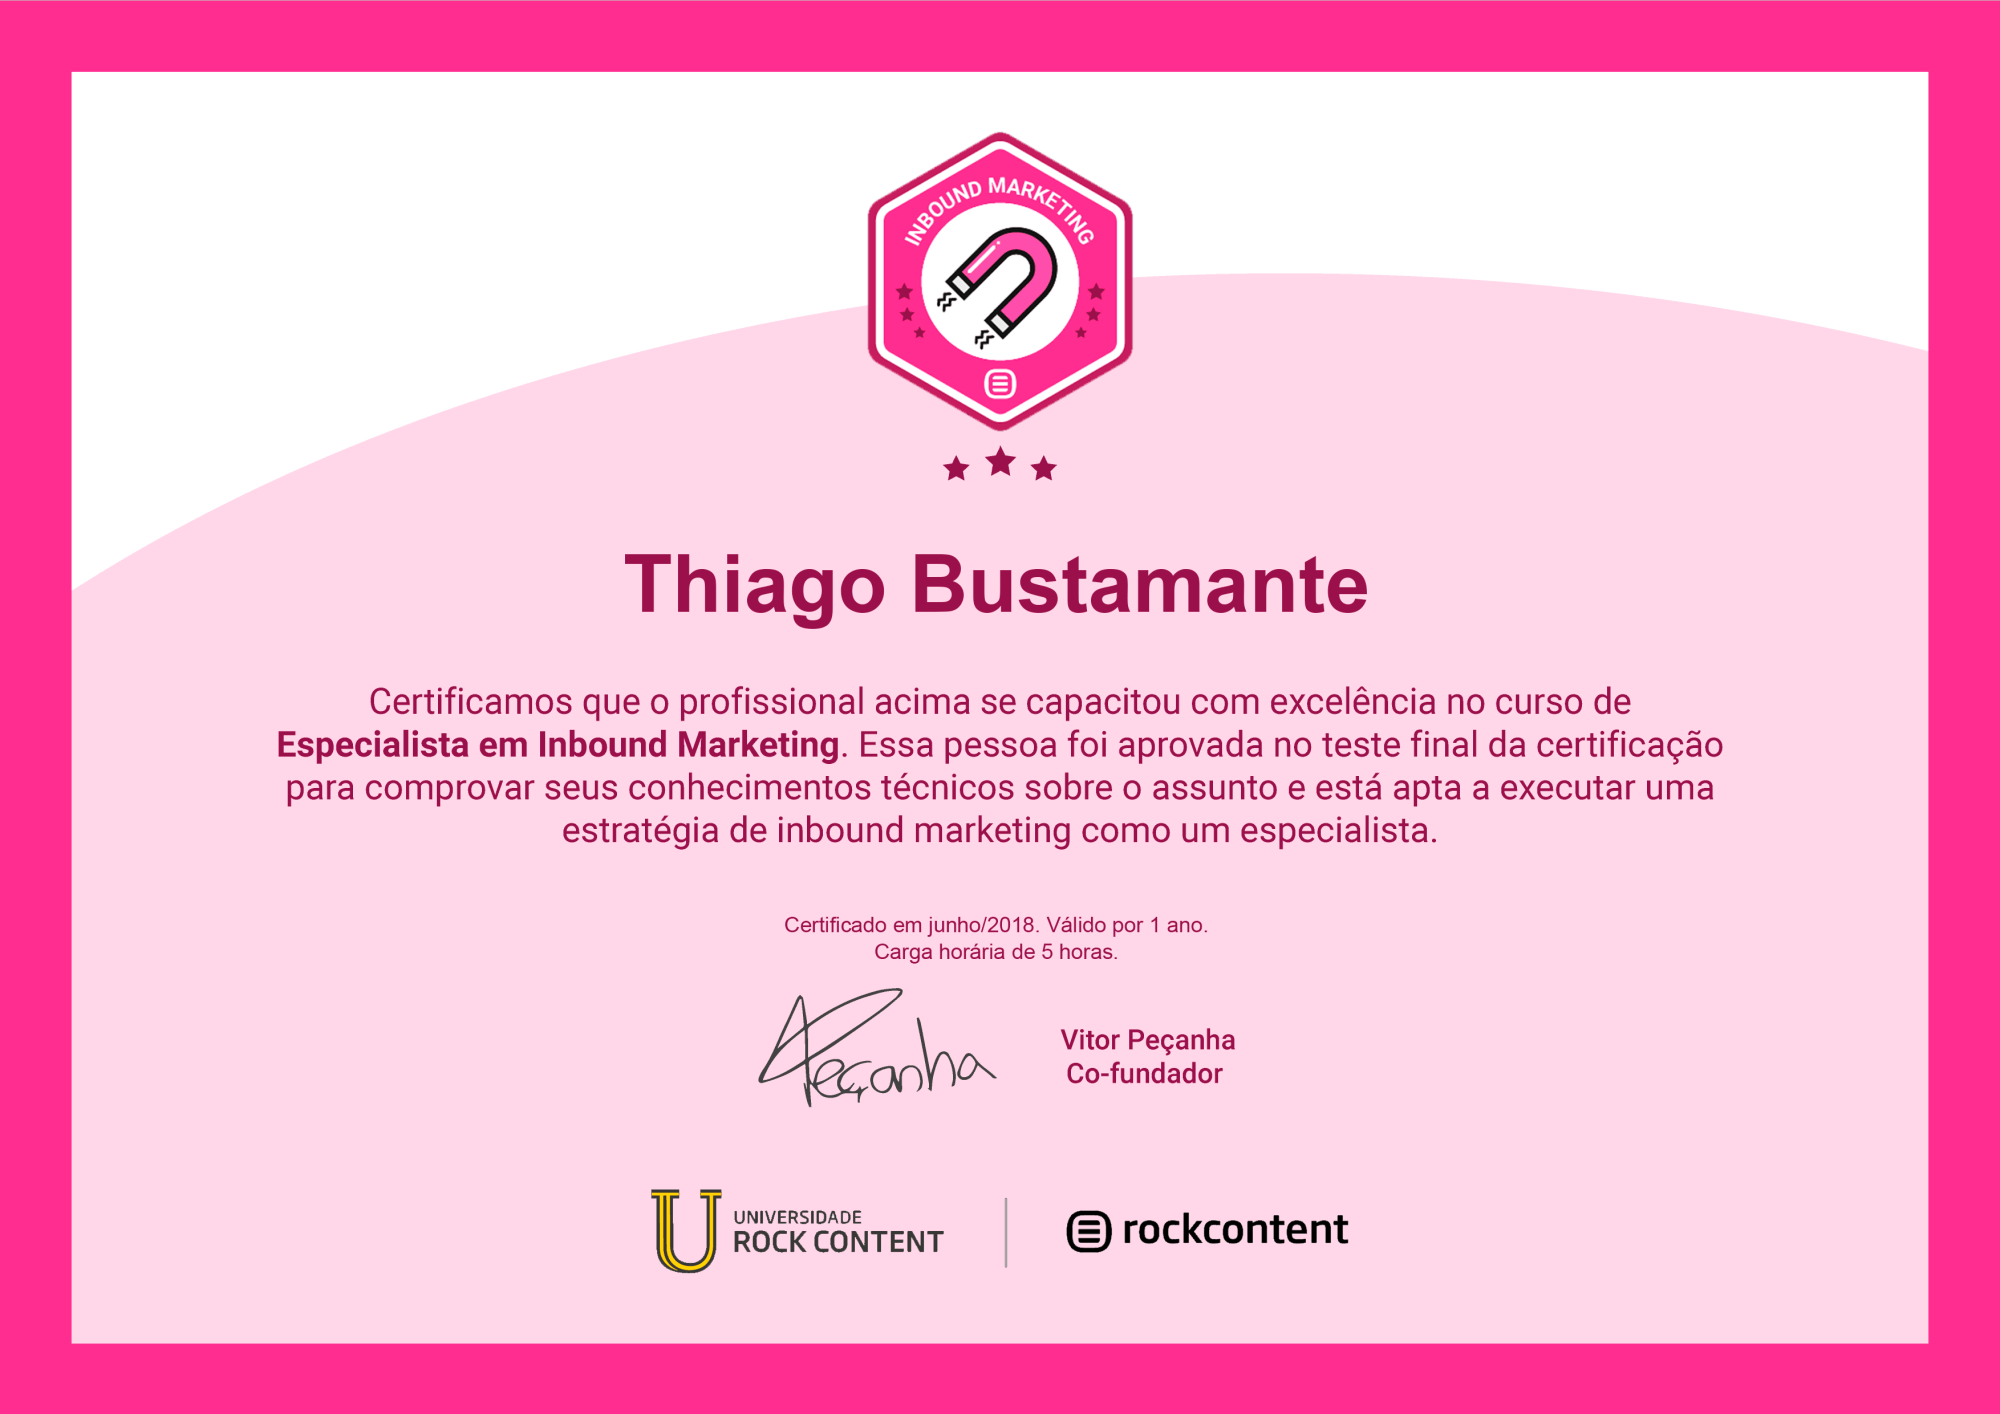 INBOUND MARKETING
Thiago Bustamante
Certificamos que o profissional acima se capacitou com excelência no curso de
Especialista em Inbound Marketing. Essa pessoa foi aprovada no teste final da certificação
para comprovar seus conhecimentos técnicos sobre o assunto e está apta a executar uma
estratégia de inbound marketing como um especialista.
Certificado em junho/2018. Válido por 1 ano.
Carga horária de 5 horas.
Peçanha
Vitor Peçanha
Co-fundador
U UNIVERSIDADE
ROCK CONTENT
rockcontent